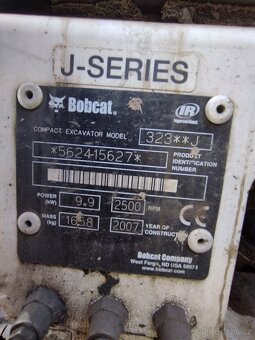 J-SERIES
Bobcat.
IR
Ingersoll Rand
COMPACT EXCAVATOR MODEL 323**J
*562415627* PRODUCT IDENTIFICATION NUMBER
POWER (kW) 9.9 2500 RPM
MASS (kg) 1658 2007 YEAR OF CONSTRUCTION
CE
Bobcat Company
West Fargo, ND USA 58078
www.bobcat.com